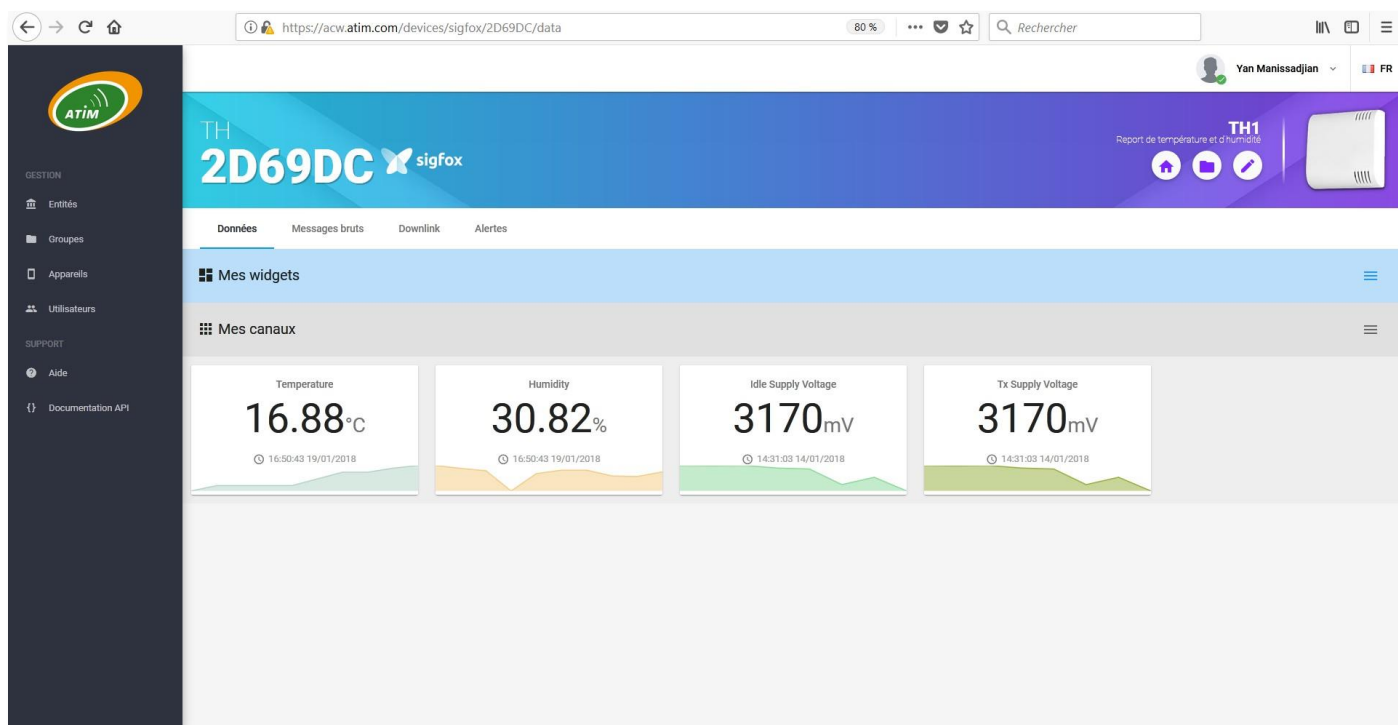 https://acw.atim.com/devices/sigfox/2D69DC/data
80 %
Rechercher
Yan Manissadjian
FR
ATIM
TH
2D69DC sigfox
TH1
Report de température et d'humidité
GESTION
Entités
Groupes
Appareils
Utilisateurs
SUPPORT
Aide
Documentation API
Données Messages bruts Downlink Alertes
Mes widgets
Mes canaux
Temperature
16.88°C
16:50:43 19/01/2018
Humidity
30.82%
16:50:43 19/01/2018
Idle Supply Voltage
3170mV
14:31:03 14/01/2018
Tx Supply Voltage
3170mV
14:31:03 14/01/2018